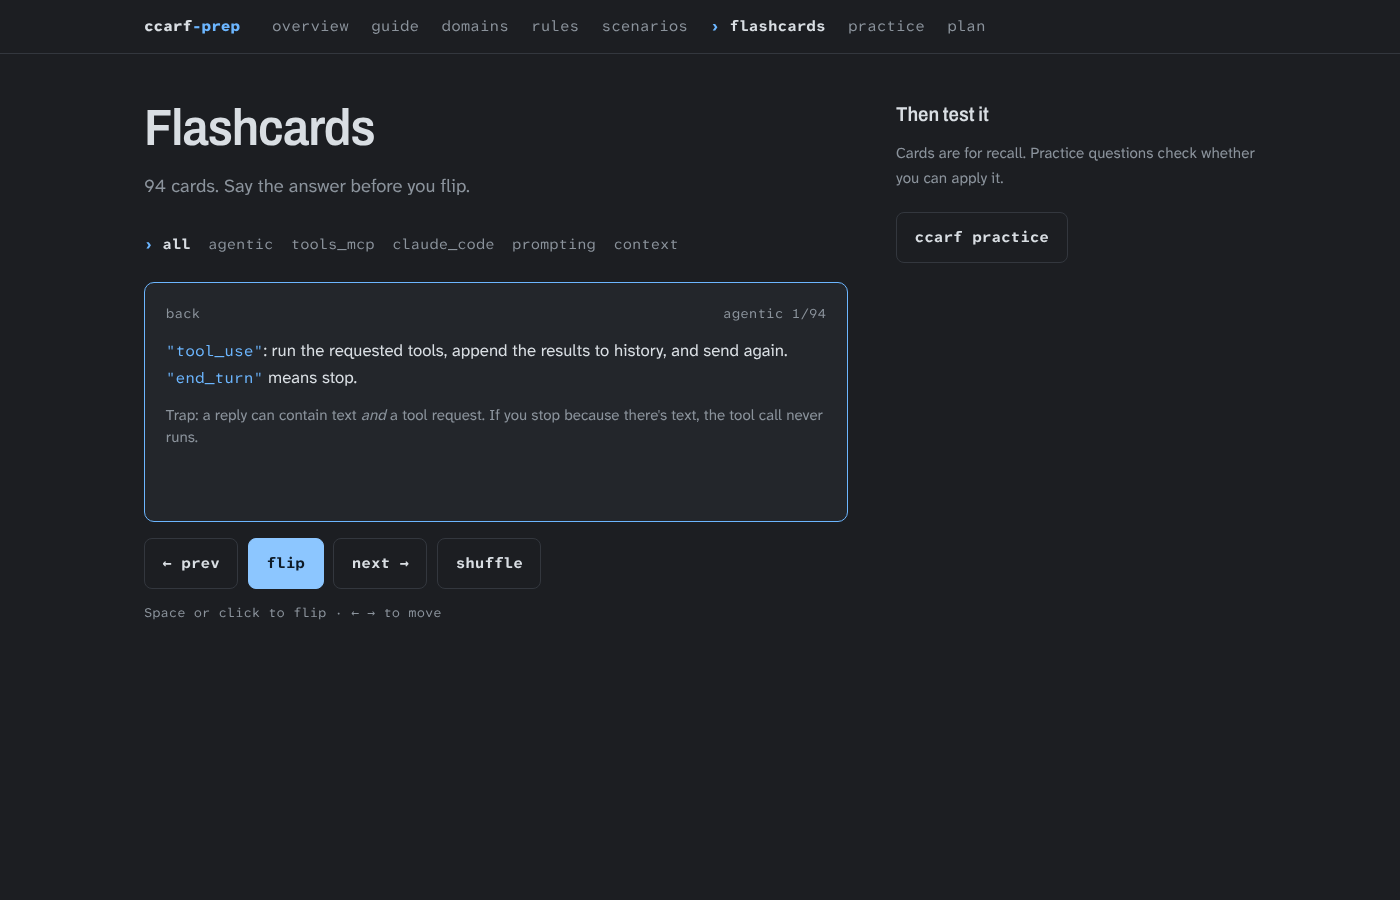 ccarf-prep overview guide domains rules scenarios › flashcards practice plan
Flashcards
94 cards. Say the answer before you flip.
› all agentic tools_mcp claude_code prompting context
back agentic 1/94
"tool_use": run the requested tools, append the results to history, and send again.
"end_turn" means stop.
Trap: a reply can contain text and a tool request. If you stop because there's text, the tool call never
runs.
← prev flip next → shuffle
Space or click to flip · ← → to move
Then test it
Cards are for recall. Practice questions check whether
you can apply it.
ccarf practice